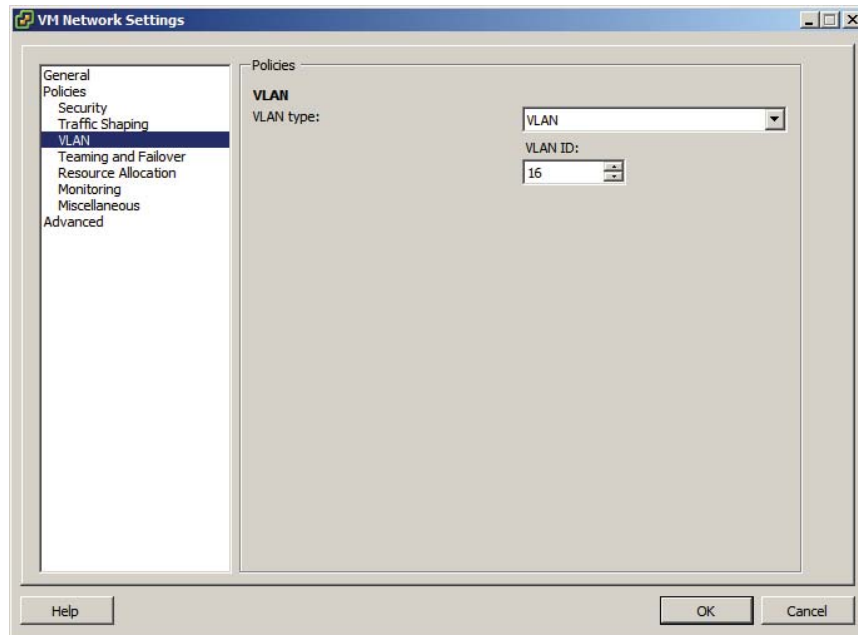 VM Network Settings
General
Policies
Security
Traffic Shaping
VLAN
Teaming and Failover
Resource Allocation
Monitoring
Miscellaneous
Advanced
Policies
VLAN
VLAN type:
VLAN
VLAN ID:
16
Help
OK
Cancel